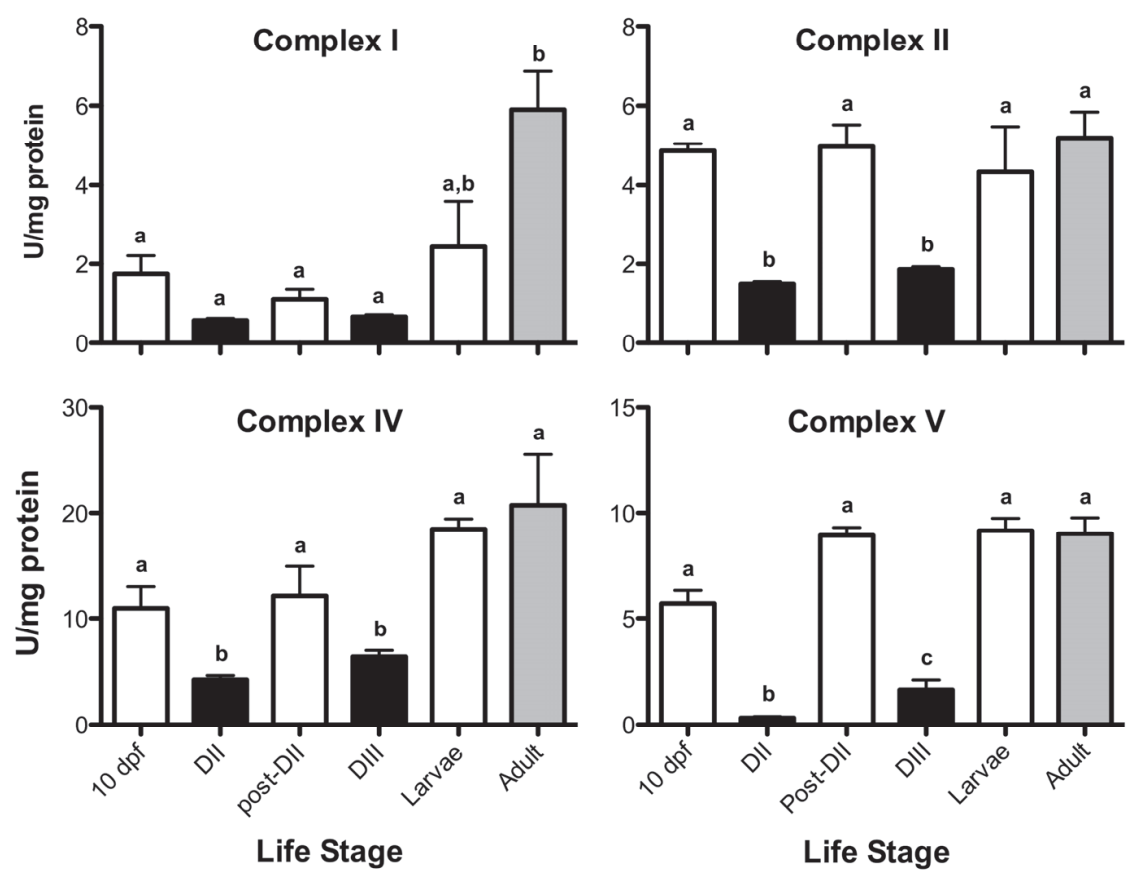 Complex I
U/mg protein
8
6
4
2
0
a
a
a
a
a,b
b
Complex II
8
6
4
2
0
a
b
a
b
a
a
Complex IV
U/mg protein
30
20
10
0
a
b
a
b
a
a
10 dpf
DII
post-DII
DIII
Larvae
Adult
Life Stage
Complex V
15
10
5
0
a
b
a
c
a
a
10 dpf
DII
Post-DII
DIII
Larvae
Adult
Life Stage